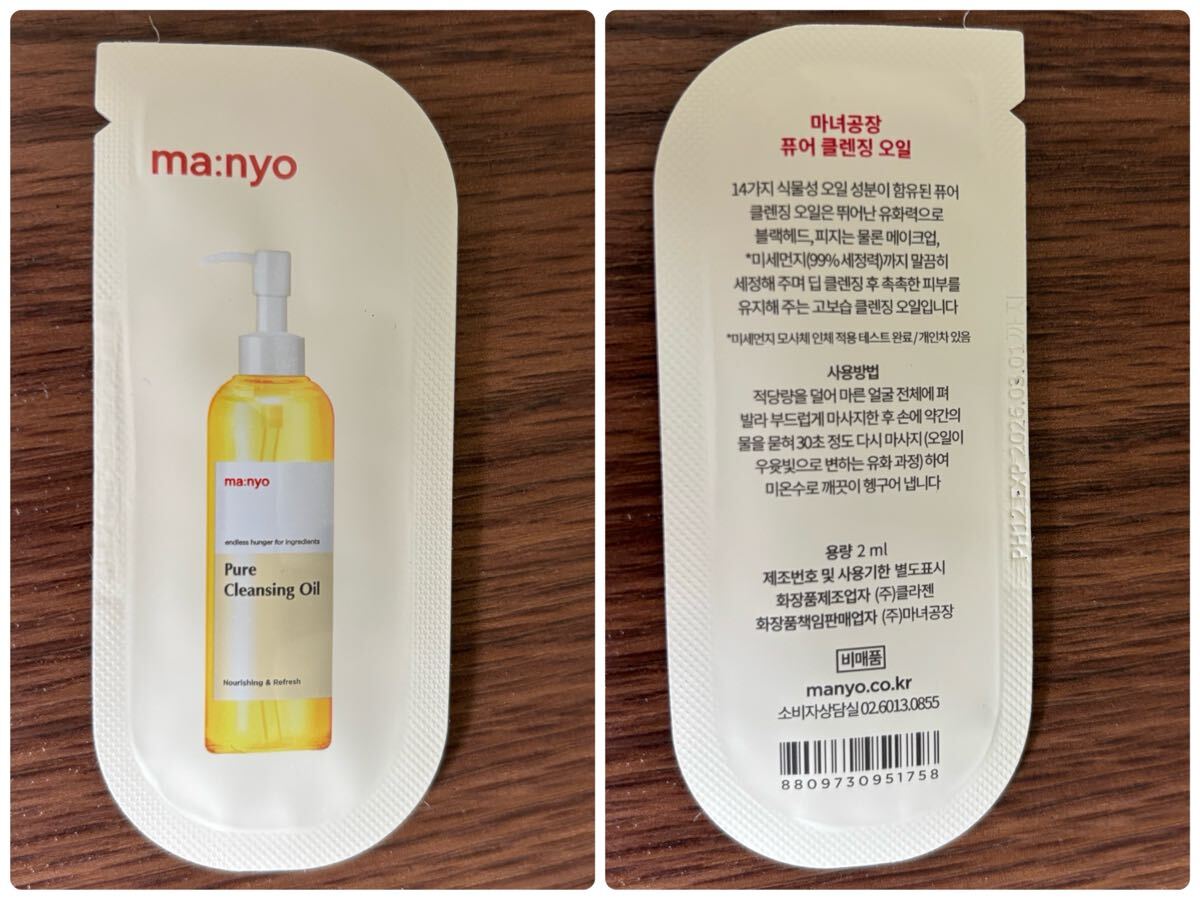 ma:nyo
ma:nyo
endless hunger for ingredients
Pure
Cleansing Oil
Nourishing & Refresh
마녀공장
퓨어 클렌징 오일
14가지 식물성 오일 성분이 함유된 퓨어
클렌징 오일은 뛰어난 유화력으로
블랙헤드, 피지는 물론 메이크업,
*미세먼지(99% 세정력)까지 말끔히
세정해 주며 딥 클렌징 후 촉촉한 피부를
유지해 주는 고보습 클렌징 오일입니다
*미세먼지 모사체 인체 적용 테스트 완료 / 개인차 있음
사용방법
적당량을 덜어 마른 얼굴 전체에 펴
발라 부드럽게 마사지한 후 손에 약간의
물을 묻혀 30초 정도 다시 마사지 (오일이
우윳빛으로 변하는 유화 과정) 하여
미온수로 깨끗이 헹구어 냅니다
용량 2 ml
제조번호 및 사용기한 별도표시
화장품제조업자 (주)클라젠
화장품책임판매업자 (주)마녀공장
비매품
manyo.co.kr
소비자상담실 02.6013.0855
8809730951758
PH12 EXP 2026.03.01 까지